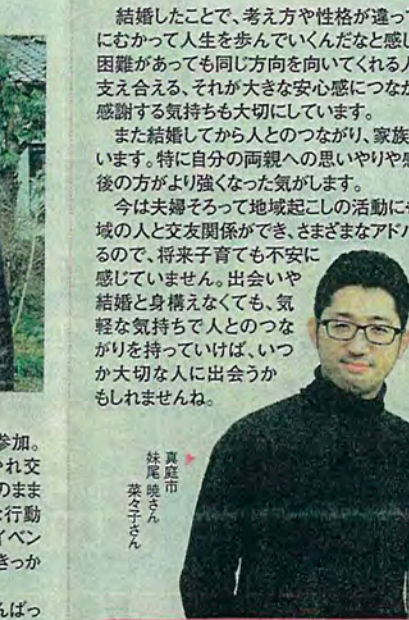 結婚したことで、考え方や性格が違って
にむかって人生を歩んでいくんだなと感じ
困難があっても同じ方向を向いてくれる人
支え合える、それが大きな安心感につなが
感謝する気持ちも大切にしています。
また結婚してから人とのつながり、家族
います。特に自分の両親への思いやりや感
後の方がより強くなった気がします。
今は夫婦そろって地域起こしの活動に
域の人と交友関係ができ、さまざまなアドバ
るので、将来子育ても不安に
感じていません。出会いや
結婚と身構えなくても、気
軽な気持ちで人とのつな
がりを持っていけば、いつ
か大切な人に出会うか
もしれませんね。
真庭市
妹尾 暁さん
菜々子さん
参加。
れ交
のまま
行動
イベン
きっか
んぱっ